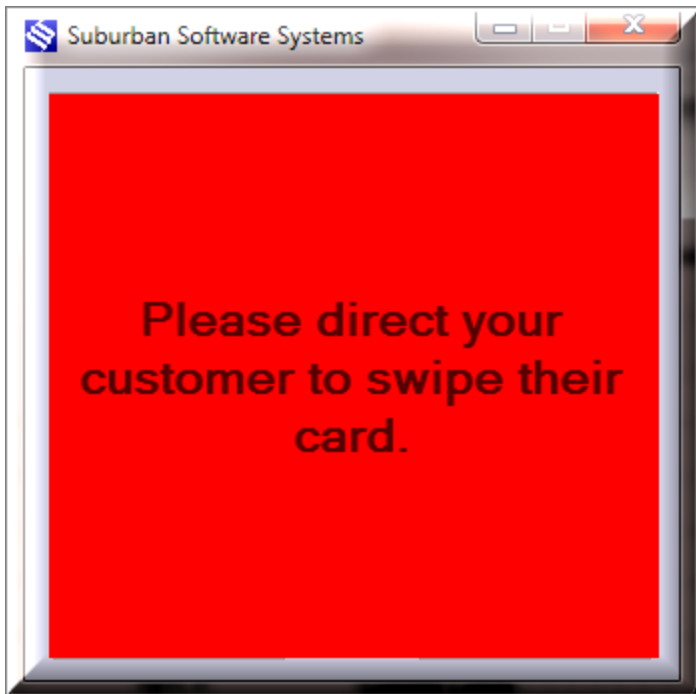 Suburban Software Systems
Please direct your
customer to swipe their
card.